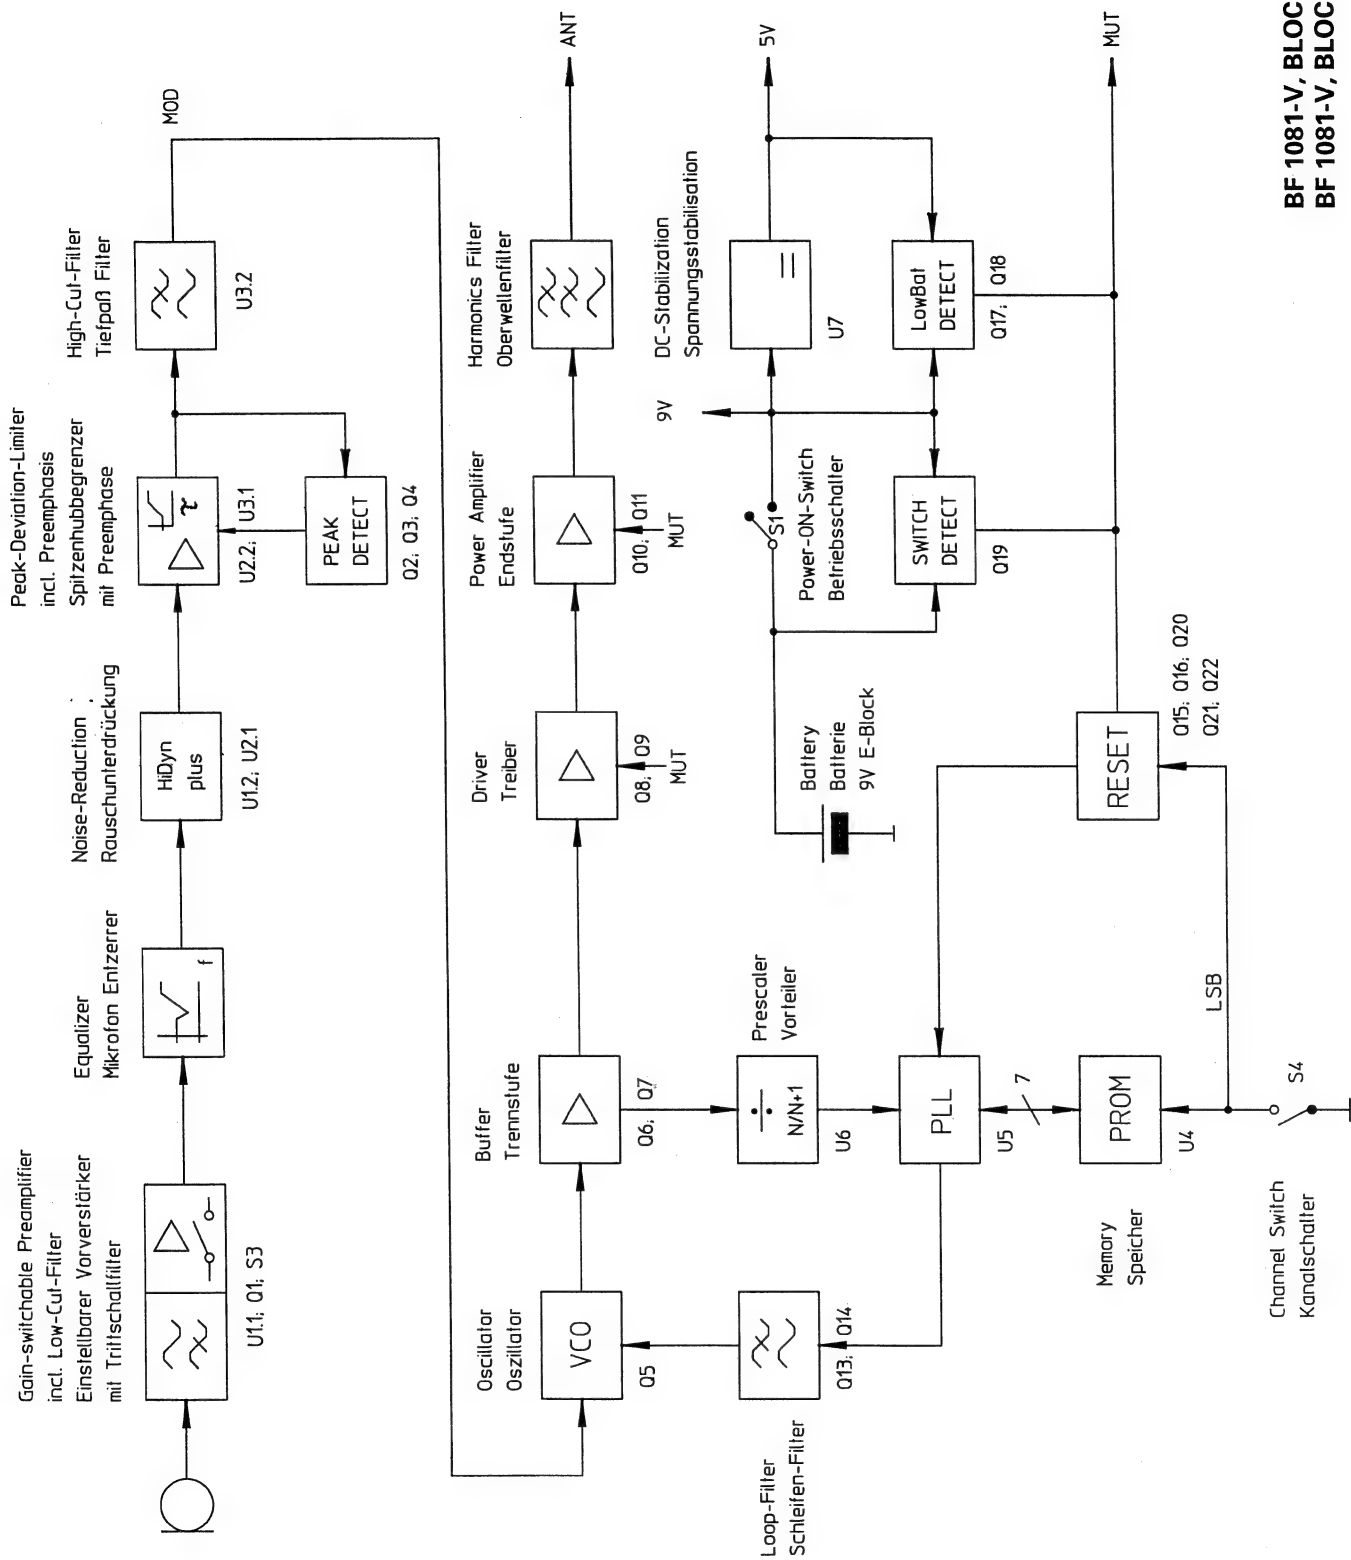 Gain-switchable Preamplifier
incl. Low-Cut-Filter
Einstellbarer Vorverstärker
mit Trittschallfilter
U1.1; Q1; S3
Equalizer
Mikrofon Entzerrer
f
Noise-Reduction
Rauschunterdrückung
HiDyn
plus
U1.2; U2.1
Peak-Deviation-Limiter
incl. Preemphasis
Spitzenhubbegrenzer
mit Preemphase
τ
U2.2; U3.1
PEAK
DETECT
Q2; Q3; Q4
High-Cut-Filter
Tiefpaß Filter
U3.2
MOD
Oscillator
Oszillator
VCO
Q5
Buffer
Trennstufe
Q6; Q7
Driver
Treiber
Q8; Q9
MUT
Power Amplifier
Endstufe
Q10; Q11
MUT
Harmonics Filter
Oberwellenfilter
ANT
Loop-Filter
Schleifen-Filter
Q13; Q14
Prescaler
Vorteiler
÷
N/N+1
U6
PLL
U5
7
Memory
Speicher
PROM
U4
Channel Switch
Kanalschalter
S4
LSB
RESET
Q15; Q16; Q20
Q21; Q22
Battery
Batterie
9V E-Block
S1
Power-ON-Switch
Betriebsschalter
9V
SWITCH
DETECT
Q19
DC-Stabilization
Spannungsstabilisation
U7
5V
LowBat
DETECT
Q17; Q18
MUT
BF 1081-V, BLOC
BF 1081-V, BLOC